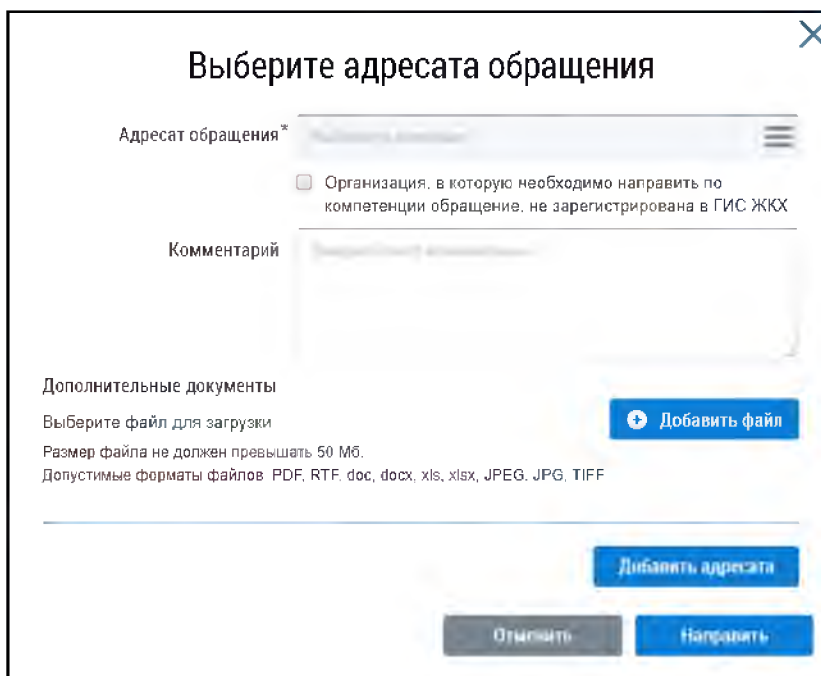 Выберите адресата обращения
Адресат обращения*
Организация, в которую необходимо направить по
компетенции обращение, не зарегистрирована в ГИС ЖКХ
Комментарий
Дополнительные документы
Выберите файл для загрузки
Добавить файл
Размер файла не должен превышать 50 Мб.
Допустимые форматы файлов PDF, RTF, doc, docx, xls, xlsx, JPEG, JPG, TIFF
Добавить адресата
Отменить
Направить